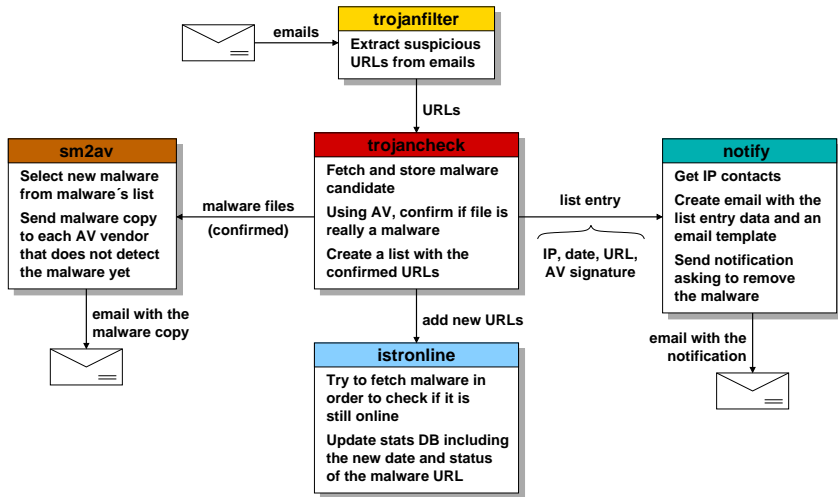 trojanfilter
emails
Extract suspicious
URLs from emails
URLs
sm2av
Select new malware
from malware´s list
Send malware copy
to each AV vendor
that does not detect
the malware yet
malware files
(confirmed)
trojancheck
Fetch and store malware
candidate
Using AV, confirm if file is
really a malware
Create a list with the
confirmed URLs
list entry
IP, date, URL,
AV signature
notify
Get IP contacts
Create email with the
list entry data and an
email template
Send notification
asking to remove
the malware
email with the
malware copy
add new URLs
email with the
notification
istronline
Try to fetch malware in
order to check if it is
still online
Update stats DB including
the new date and status
of the malware URL